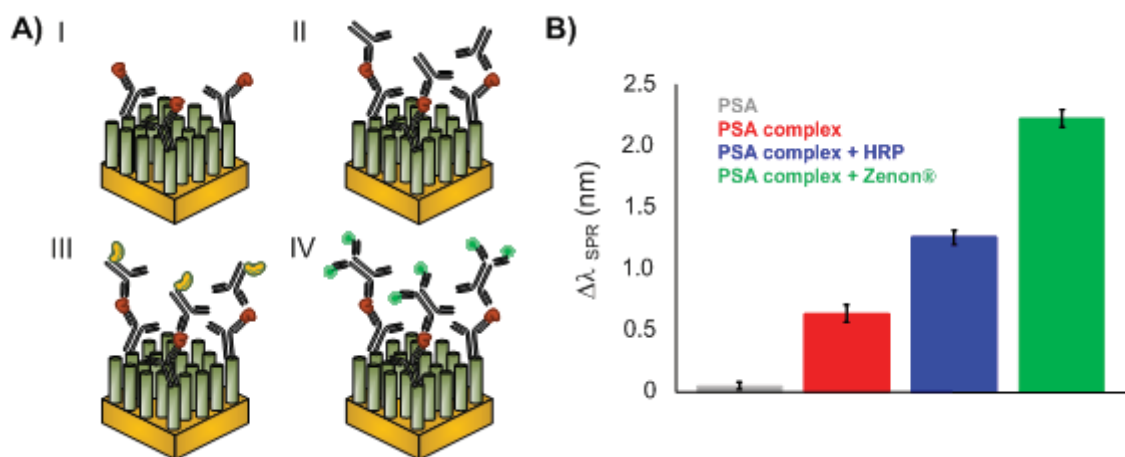 A)
I
II
III
IV
B)
PSA
PSA complex
PSA complex + HRP
PSA complex + Zenon®
Δλ SPR (nm)
2.5
2.0
1.5
1.0
0.5
0